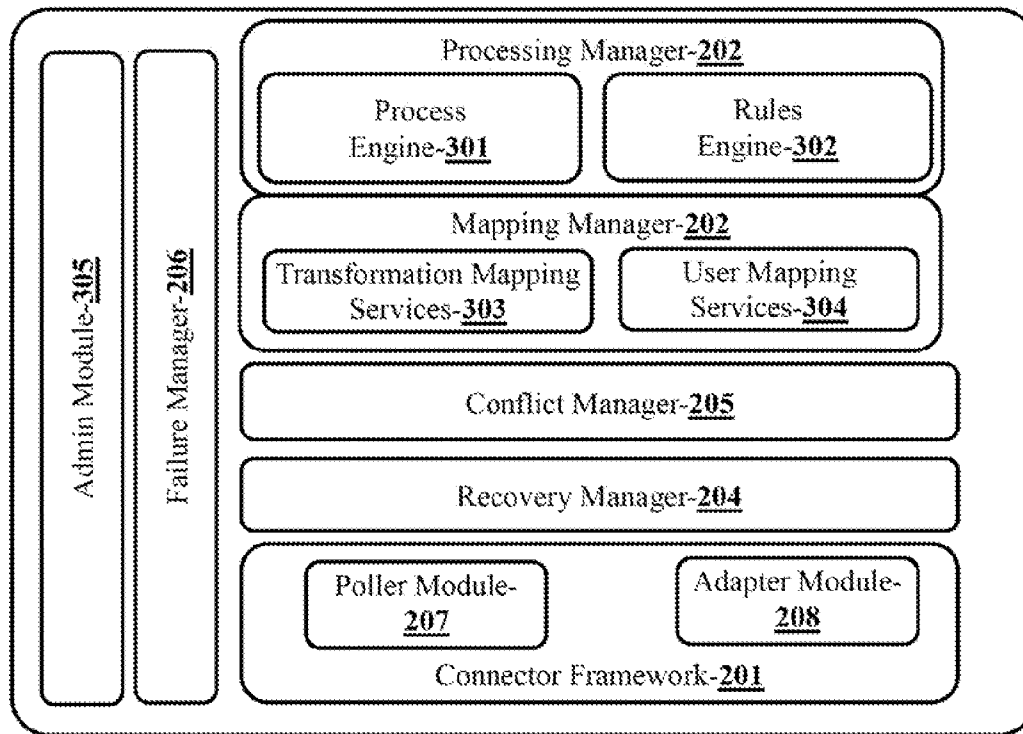 Admin Module-305
Failure Manager-206
Processing Manager-202
Process
Engine-301
Rules
Engine-302
Mapping Manager-202
Transformation Mapping
Services-303
User Mapping
Services-304
Conflict Manager-205
Recovery Manager-204
Poller Module-
207
Adapter Module-
208
Connector Framework-201